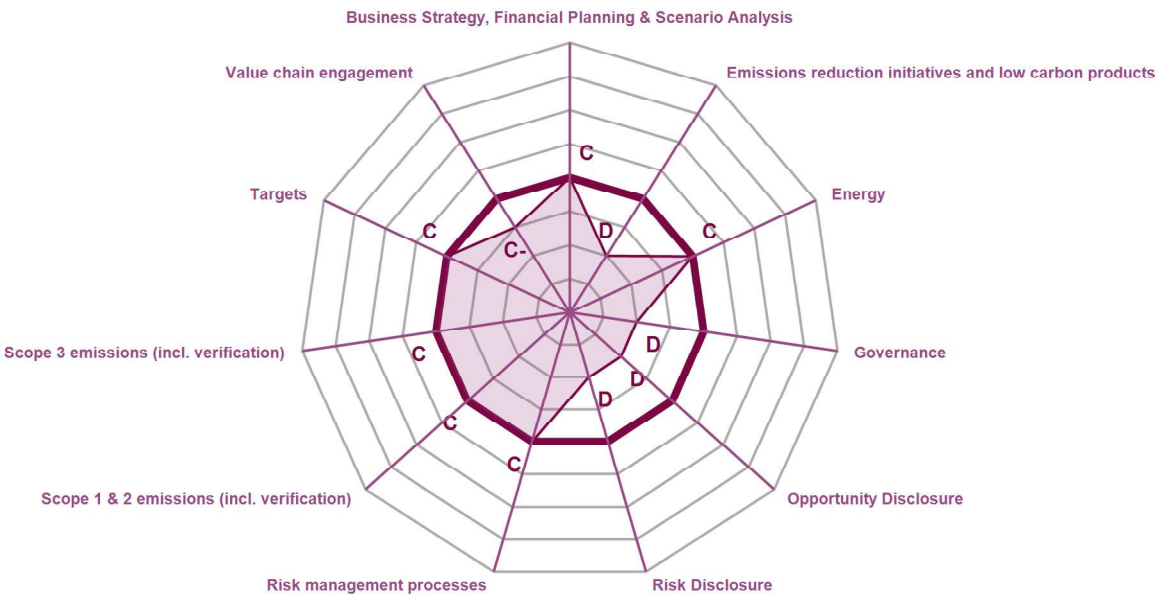 Business Strategy, Financial Planning & Scenario Analysis
Value chain engagement
Emissions reduction initiatives and low carbon products
C
Targets
Energy
C
D
C
C-
Scope 3 emissions (incl. verification)
C
D
Governance
D
D
C
C
Scope 1 & 2 emissions (incl. verification)
Opportunity Disclosure
Risk management processes
Risk Disclosure